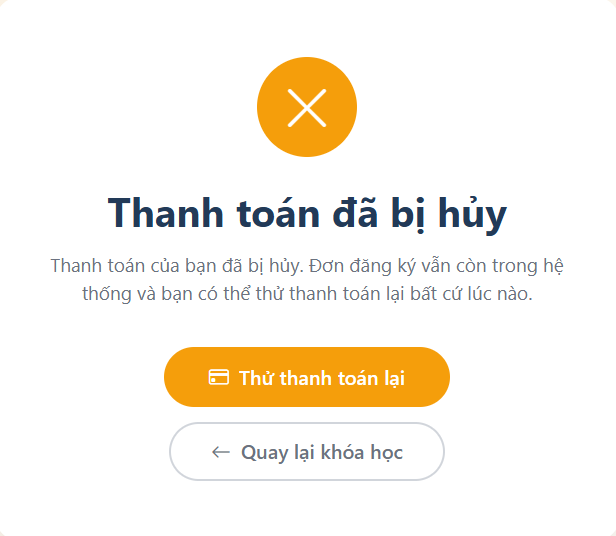 Thanh toán đã bị hủy
Thanh toán của bạn đã bị hủy. Đơn đăng ký vẫn còn trong hệ
thống và bạn có thể thử thanh toán lại bất cứ lúc nào.
Thử thanh toán lại
Quay lại khóa học